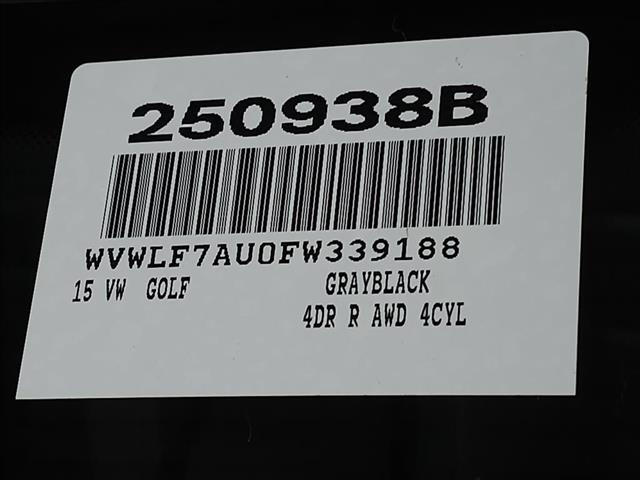 250938B
WVWLF7AU0FW339188
15 VW GOLF GRAYBLACK
4DR R AWD 4CYL